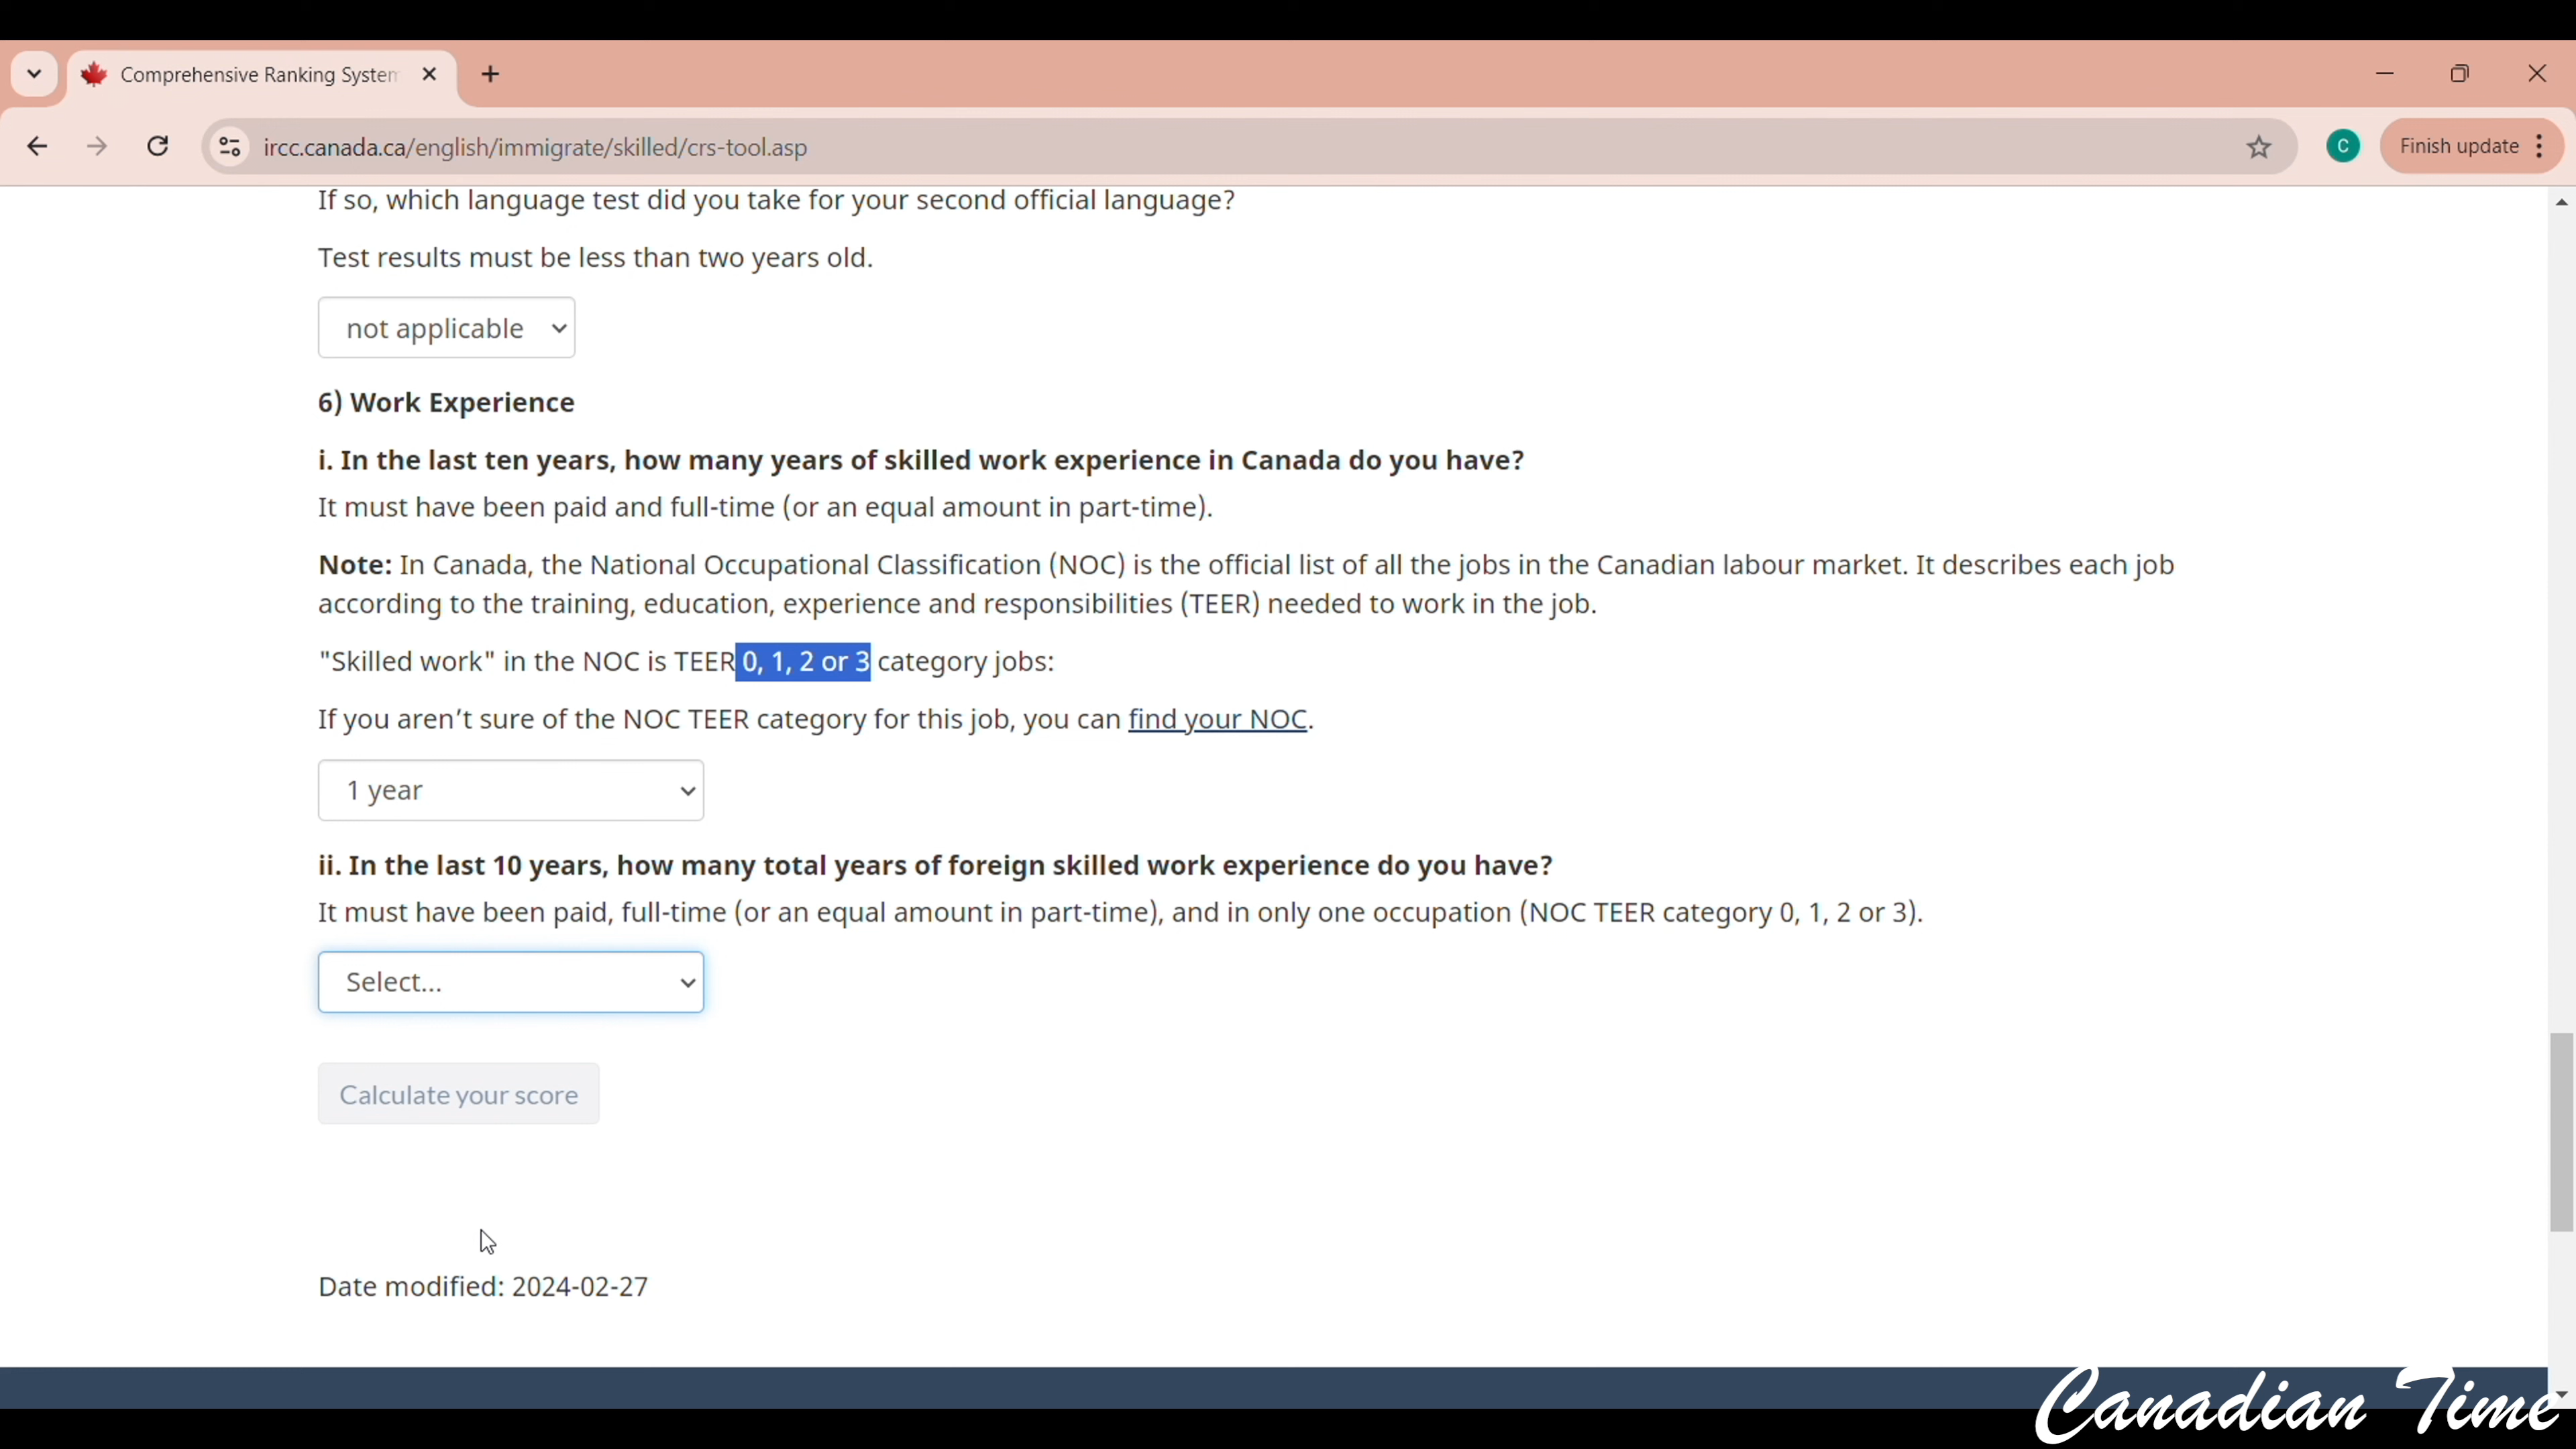 Comprehensive Ranking System
ircc.canada.ca/english/immigrate/skilled/crs-tool.asp
C
Finish update
If so, which language test did you take for your second official language?
Test results must be less than two years old.
not applicable
6) Work Experience
i. In the last ten years, how many years of skilled work experience in Canada do you have?
It must have been paid and full-time (or an equal amount in part-time).
Note: In Canada, the National Occupational Classification (NOC) is the official list of all the jobs in the Canadian labour market. It describes each job
according to the training, education, experience and responsibilities (TEER) needed to work in the job.
"Skilled work" in the NOC is TEER 0, 1, 2 or 3 category jobs:
If you aren’t sure of the NOC TEER category for this job, you can find your NOC.
1 year
ii. In the last 10 years, how many total years of foreign skilled work experience do you have?
It must have been paid, full-time (or an equal amount in part-time), and in only one occupation (NOC TEER category 0, 1, 2 or 3).
Select...
Calculate your score
Date modified: 2024-02-27
Canadian Time